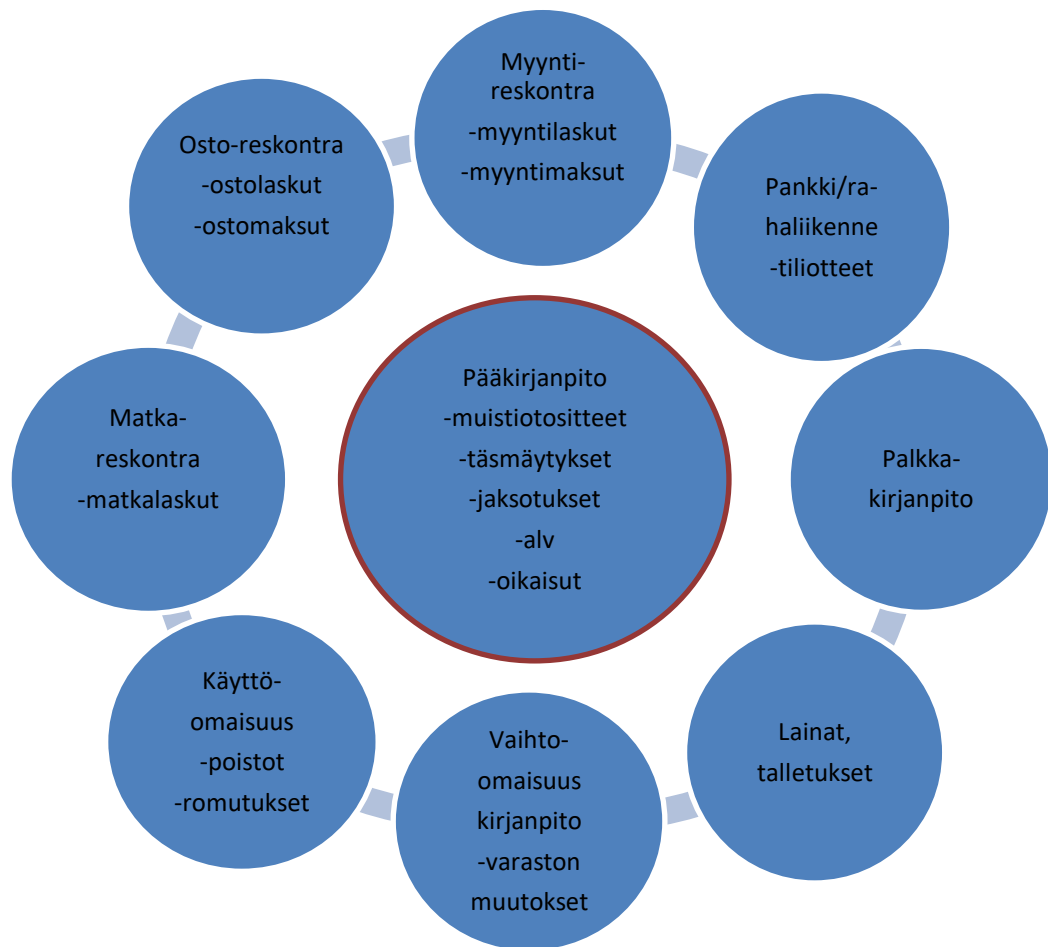 Myynti-
reskontra
-myyntilaskut
-myyntimaksut
Pankki/ra-
haliikenne
-tiliotteet
Palkka-
kirjanpito
Lainat,
talletukset
Vaihto-
omaisuus
kirjanpito
-varaston
muutokset
Käyttö-
omaisuus
-poistot
-romutukset
Matka-
reskontra
-matkalaskut
Osto-reskontra
-ostolaskut
-ostomaksut
Pääkirjanpito
-muistiotositteet
-täsmäytykset
-jaksotukset
-alv
-oikaisut